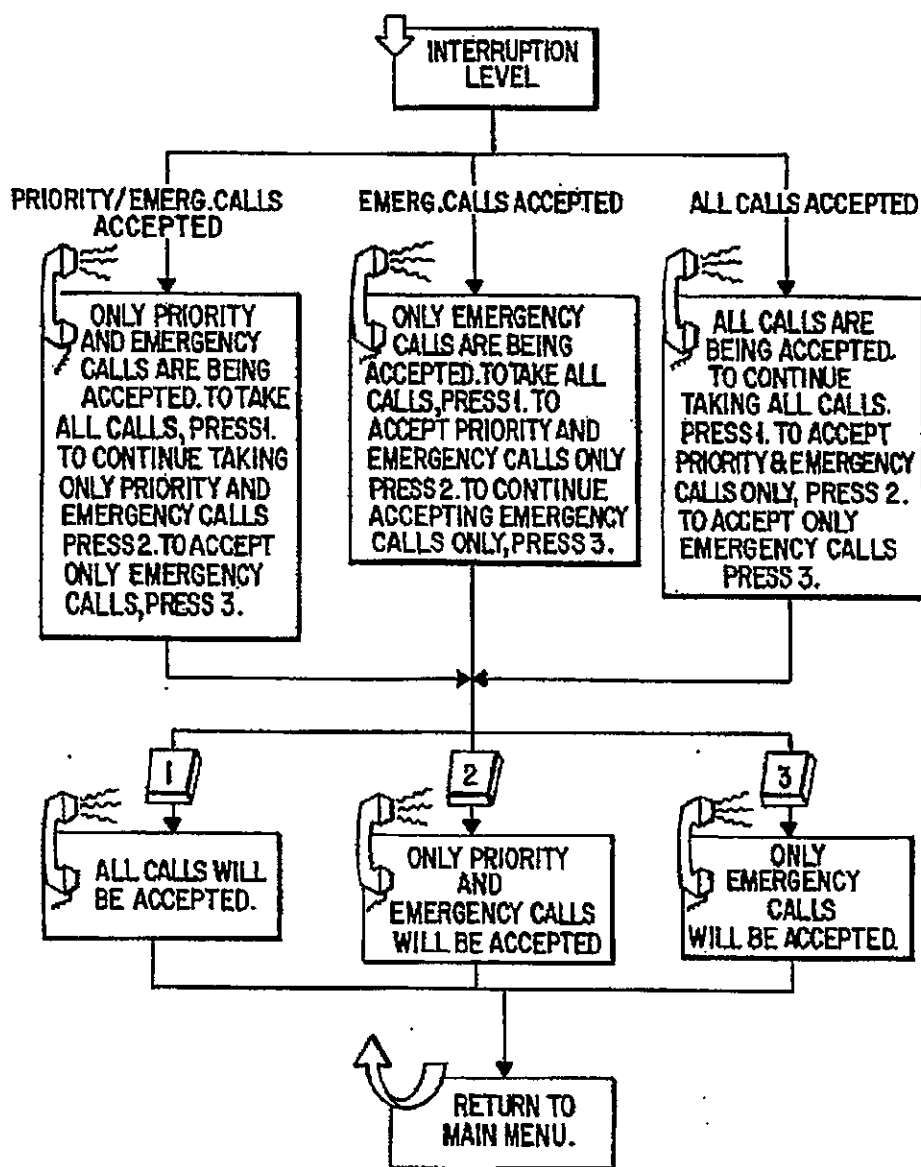 INTERRUPTION
LEVEL
PRIORITY/EMERG.CALLS
ACCEPTED
EMERG.CALLS ACCEPTED
ALL CALLS ACCEPTED
ONLY PRIORITY
AND EMERGENCY
CALLS ARE BEING
ACCEPTED.TO TAKE
ALL CALLS, PRESS 1.
TO CONTINUE TAKING
ONLY PRIORITY AND
EMERGENCY CALLS
PRESS 2.TO ACCEPT
ONLY EMERGENCY
CALLS,PRESS 3.
ONLY EMERGENCY
CALLS ARE BEING
ACCEPTED.TO TAKE ALL
CALLS,PRESS 1. TO
ACCEPT PRIORITY AND
EMERGENCY CALLS ONLY
PRESS 2.TO CONTINUE
ACCEPTING EMERGENCY
CALLS ONLY, PRESS 3.
ALL CALLS ARE
BEING ACCEPTED.
TO CONTINUE
TAKING ALL CALLS.
PRESS 1. TO ACCEPT
PRIORITY & EMERGENCY
CALLS ONLY, PRESS 2.
TO ACCEPT ONLY
EMERGENCY CALLS
PRESS 3.
1
2
3
ALL CALLS WILL
BE ACCEPTED.
ONLY PRIORITY
AND
EMERGENCY CALLS
WILL BE ACCEPTED
ONLY
EMERGENCY
CALLS
WILL BE ACCEPTED.
RETURN TO
MAIN MENU.